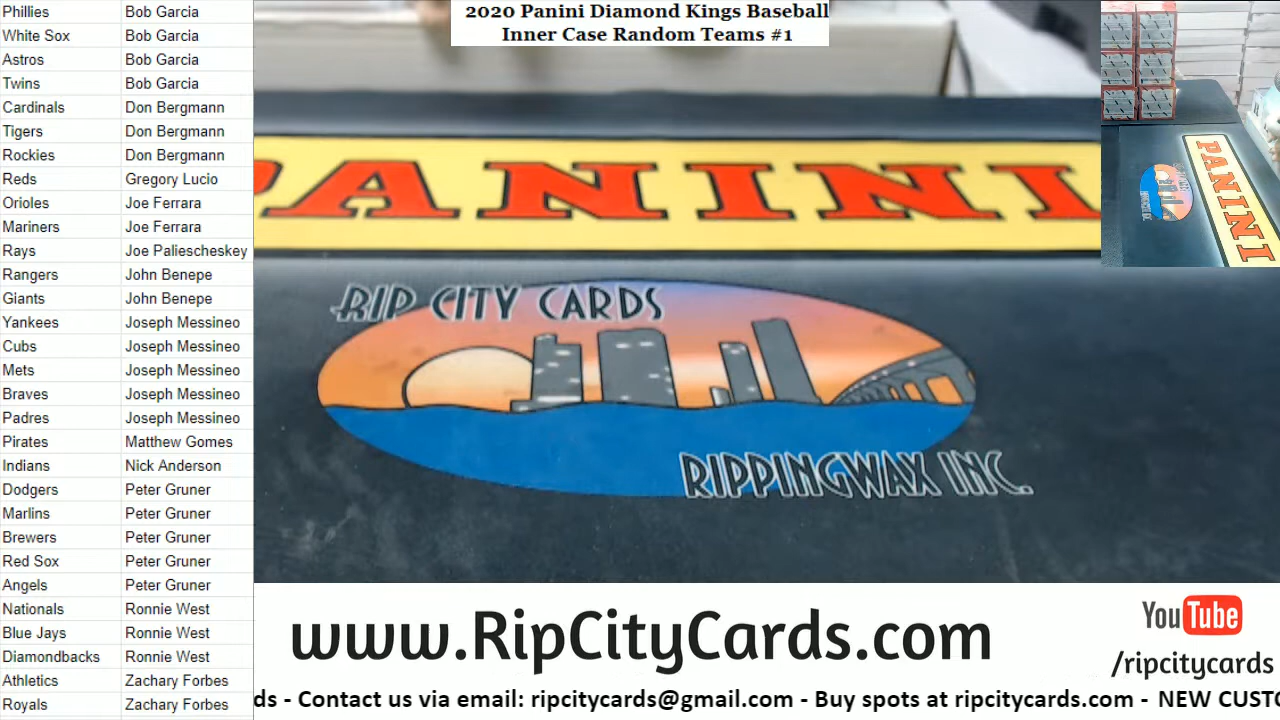 Phillies Bob Garcia
White Sox Bob Garcia
Astros Bob Garcia
Twins Bob Garcia
Cardinals Don Bergmann
Tigers Don Bergmann
Rockies Don Bergmann
Reds Gregory Lucio
Orioles Joe Ferrara
Mariners Joe Ferrara
Rays Joe Paliescheskey
Rangers John Benepe
Giants John Benepe
Yankees Joseph Messineo
Cubs Joseph Messineo
Mets Joseph Messineo
Braves Joseph Messineo
Padres Joseph Messineo
Pirates Matthew Gomes
Indians Nick Anderson
Dodgers Peter Gruner
Marlins Peter Gruner
Brewers Peter Gruner
Red Sox Peter Gruner
Angels Peter Gruner
Nationals Ronnie West
Blue Jays Ronnie West
Diamondbacks Ronnie West
Athletics Zachary Forbes
Royals Zachary Forbes
2020 Panini Diamond Kings Baseball
Inner Case Random Teams #1
PANINI
RIP CITY CARDS
RIPPINGWAX INC.
PANINI
www.RipCityCards.com
YouTube
/ripcitycards
ds - Contact us via email: ripcitycards@gmail.com - Buy spots at ripcitycards.com - NEW CUSTO